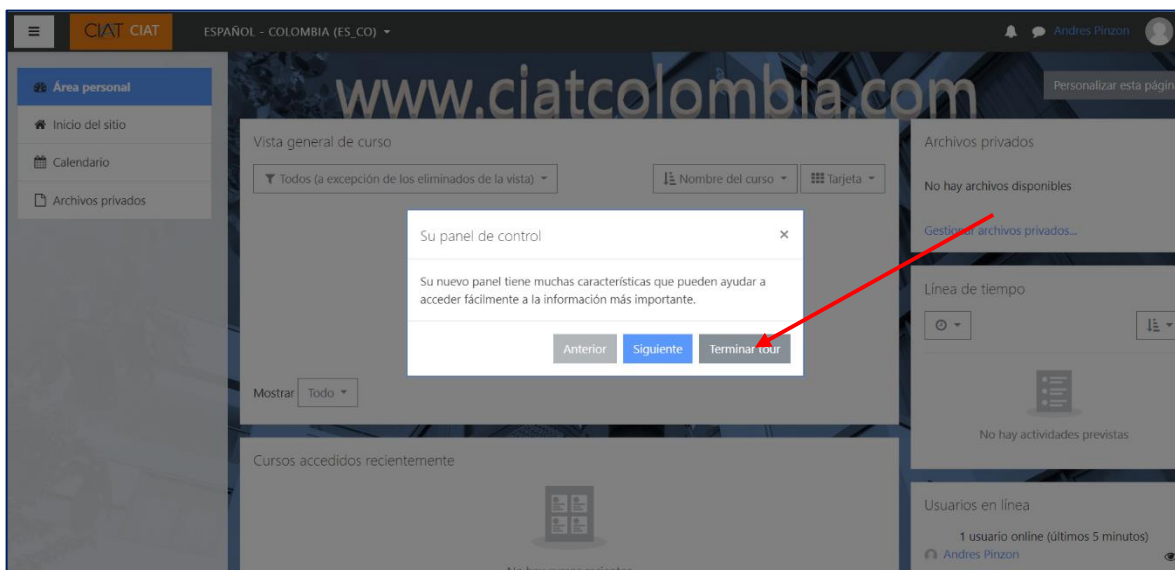 CIAT CIAT
ESPAÑOL - COLOMBIA (ES_CO)
Andres Pinzon
Área personal
Inicio del sitio
Calendario
Archivos privados
www.ciatcolombia.com
Personalizar esta página
Vista general de curso
Todos (a excepción de los eliminados de la vista)
Nombre del curso
Tarjeta
Su panel de control
×
Su nuevo panel tiene muchas características que pueden ayudar a
acceder fácilmente a la información más importante.
Anterior
Siguiente
Terminar tour
Mostrar
Todo
Cursos accedidos recientemente
Archivos privados
No hay archivos disponibles
Gestionar archivos privados...
Línea de tiempo
No hay actividades previstas
Usuarios en línea
1 usuario online (últimos 5 minutos)
Andres Pinzon